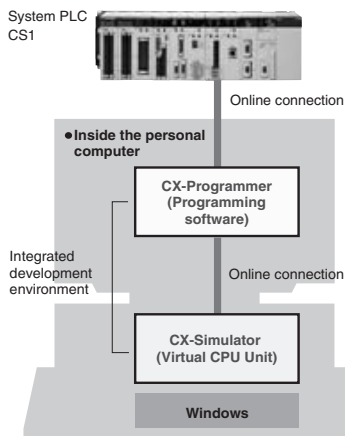 System PLC
CS1
Online connection
●Inside the personal
computer
CX-Programmer
(Programming
software)
Integrated
development
environment
Online connection
CX-Simulator
(Virtual CPU Unit)
Windows